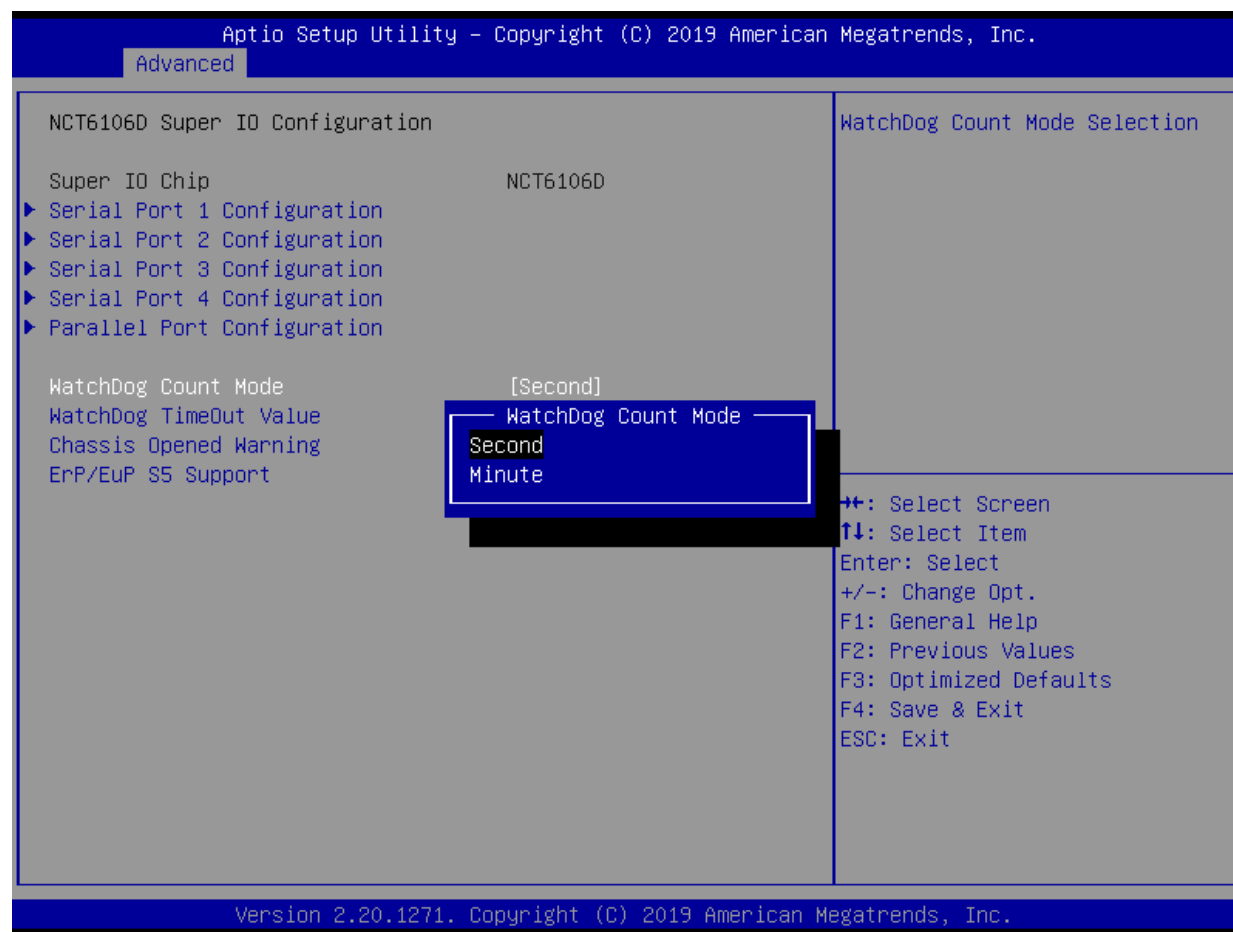 Aptio Setup Utility – Copyright (C) 2019 American Megatrends, Inc.
Advanced
NCT6106D Super IO Configuration
Super IO Chip NCT6106D
Serial Port 1 Configuration
Serial Port 2 Configuration
Serial Port 3 Configuration
Serial Port 4 Configuration
Parallel Port Configuration
WatchDog Count Mode [Second]
WatchDog TimeOut Value
Chassis Opened Warning
ErP/EuP S5 Support
WatchDog Count Mode
Second
Minute
WatchDog Count Mode Selection
→←: Select Screen
↑↓: Select Item
Enter: Select
+/-: Change Opt.
F1: General Help
F2: Previous Values
F3: Optimized Defaults
F4: Save & Exit
ESC: Exit
Version 2.20.1271. Copyright (C) 2019 American Megatrends, Inc.